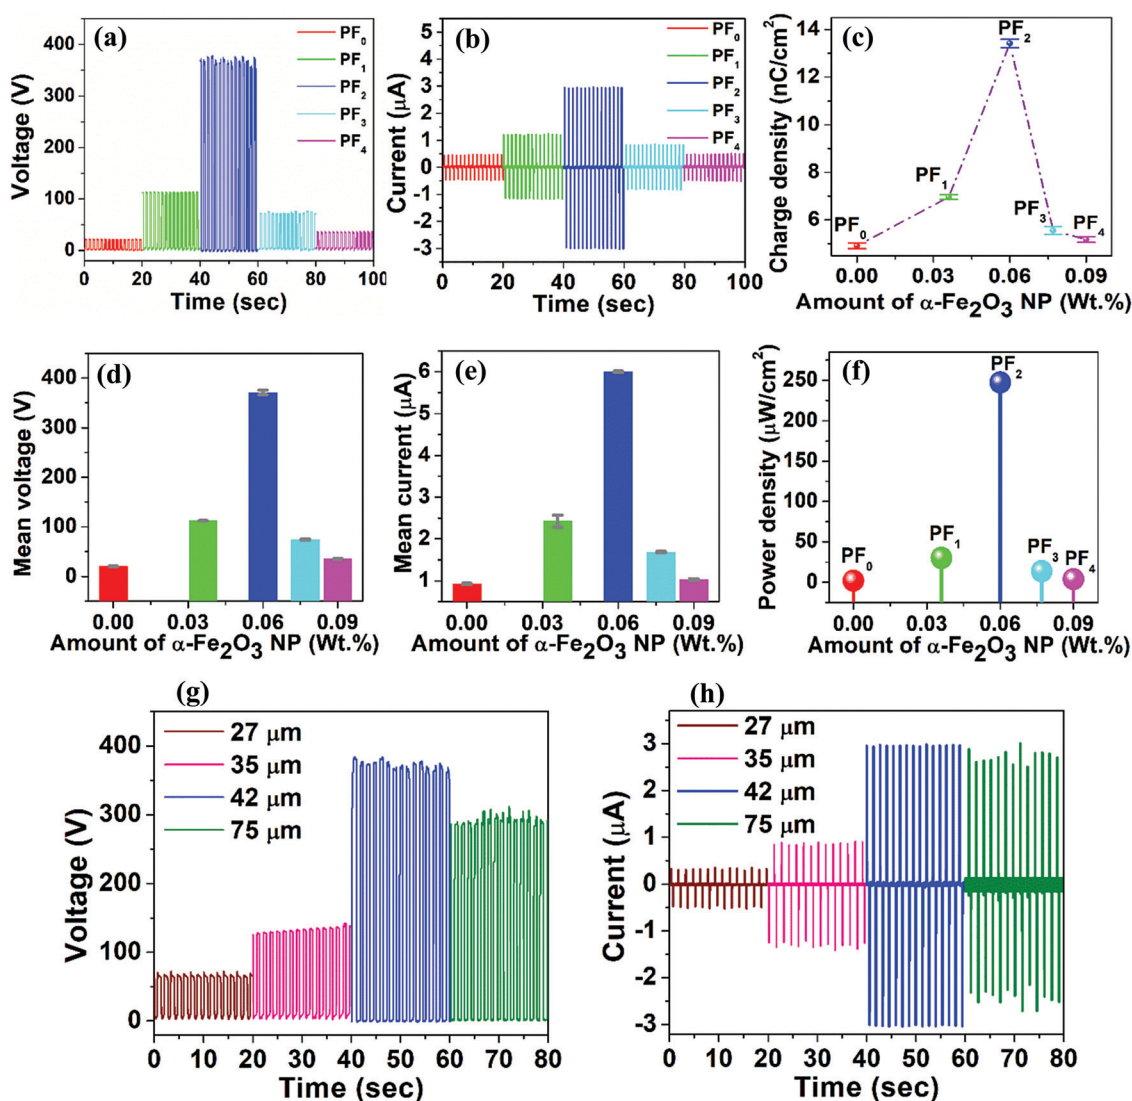 (a)
PF0
PF1
PF2
PF3
PF4
Voltage (V)
400
300
200
100
0
0 20 40 60 80 100
Time (sec)
(b)
PF0
PF1
PF2
PF3
PF4
Current (μA)
5
4
3
2
1
0
-1
-2
-3
0 20 40 60 80 100
Time (sec)
(c)
PF2
PF1
PF3
PF0
PF4
Charge density (nC/cm2)
14
12
10
8
6
0.00 0.03 0.06 0.09
Amount of α-Fe2O3 NP (Wt.%)
(d)
Mean voltage (V)
400
300
200
100
0
0.00 0.03 0.06 0.09
Amount of α-Fe2O3 NP (Wt.%)
(e)
Mean current (μA)
6
5
4
3
2
1
0.00 0.03 0.06 0.09
Amount of α-Fe2O3 NP (Wt.%)
(f)
PF2
PF1
PF0
PF3
PF4
Power density (μW/cm2)
250
200
150
100
50
0
0.00 0.03 0.06 0.09
Amount of α-Fe2O3 NP (Wt.%)
(g)
27 μm
35 μm
42 μm
75 μm
Voltage (V)
400
300
200
100
0
0 10 20 30 40 50 60 70 80
Time (sec)
(h)
27 μm
35 μm
42 μm
75 μm
Current (μA)
3
2
1
0
-1
-2
-3
0 10 20 30 40 50 60 70 80
Time (sec)